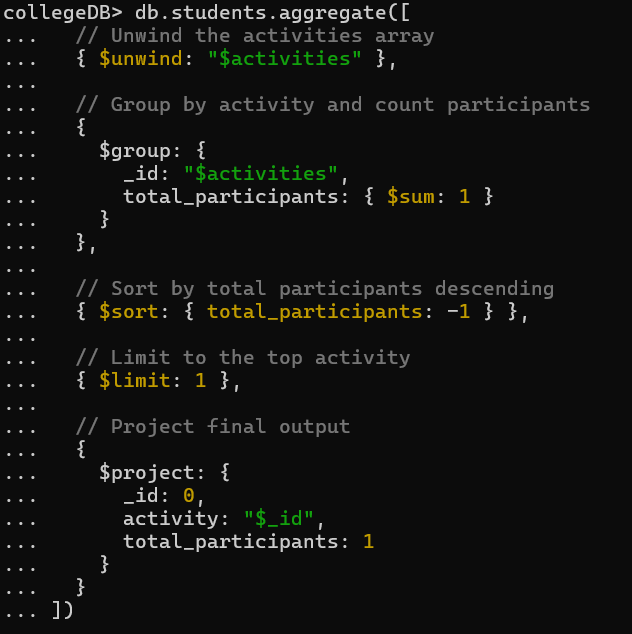 collegeDB> db.students.aggregate([
...   // Unwind the activities array
...   { $unwind: "$activities" },
...
...   // Group by activity and count participants
...   {
...     $group: {
...       _id: "$activities",
...       total_participants: { $sum: 1 }
...     }
...   },
...
...   // Sort by total participants descending
...   { $sort: { total_participants: -1 } },
...
...   // Limit to the top activity
...   { $limit: 1 },
...
...   // Project final output
...   {
...     $project: {
...       _id: 0,
...       activity: "$_id",
...       total_participants: 1
...     }
...   }
... ])